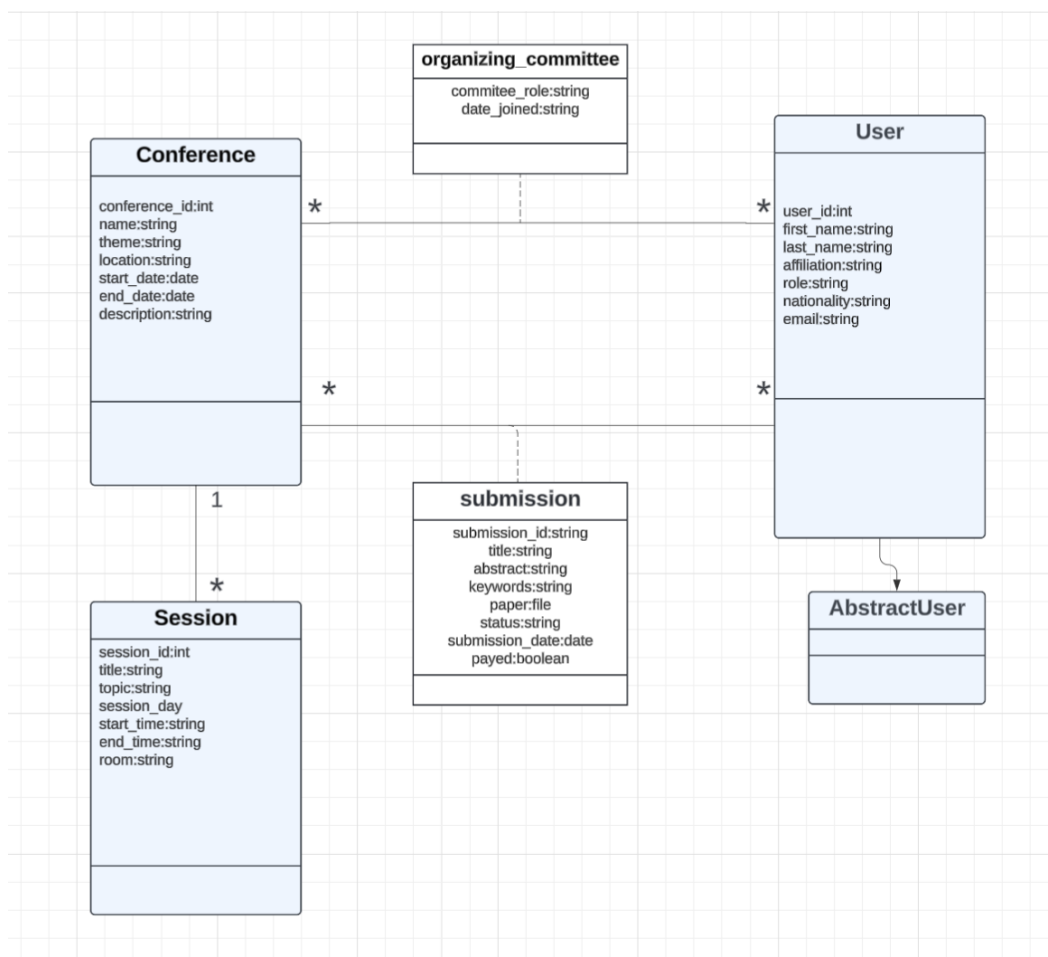 organizing_committee
commitee_role:string
date_joined:string
Conference
conference_id:int
name:string
theme:string
location:string
start_date:date
end_date:date
description:string
*
*
User
user_id:int
first_name:string
last_name:string
affiliation:string
role:string
nationality:string
email:string
*
*
1
*
submission
submission_id:string
title:string
abstract:string
keywords:string
paper:file
status:string
submission_date:date
payed:boolean
AbstractUser
Session
session_id:int
title:string
topic:string
session_day
start_time:string
end_time:string
room:string